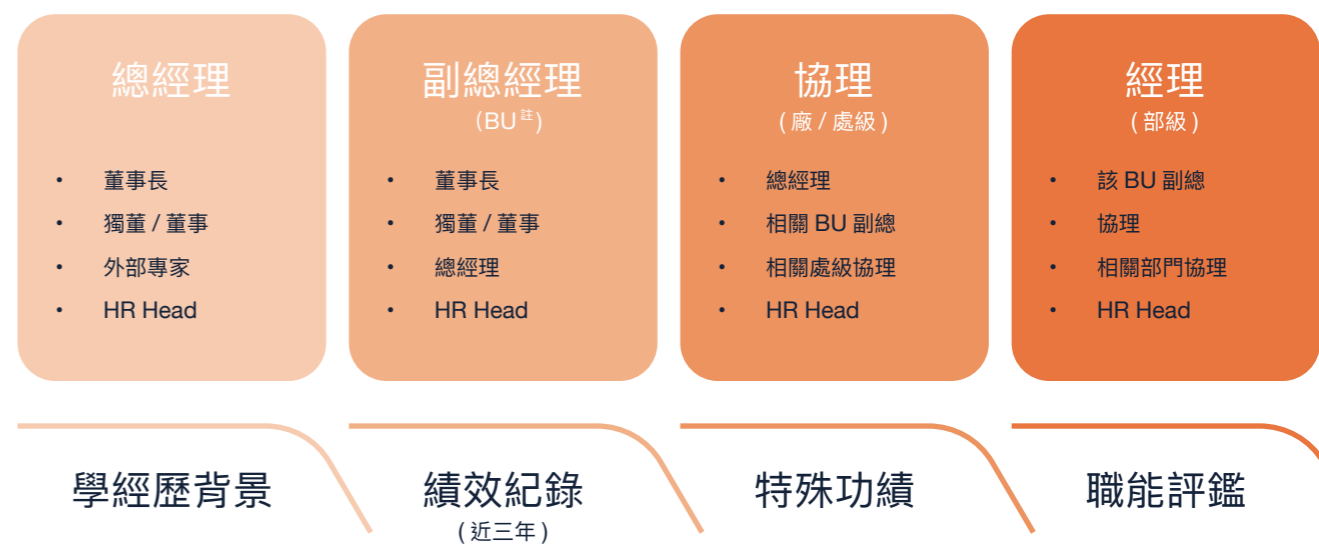 總經理
• 董事長
• 獨董 / 董事
• 外部專家
• HR Head
副總經理
(BU註)
• 董事長
• 獨董 / 董事
• 總經理
• HR Head
協理
( 廠 / 處級 )
• 總經理
• 相關 BU 副總
• 相關處級協理
• HR Head
經理
( 部級 )
• 該 BU 副總
• 協理
• 相關部門協理
• HR Head
學經歷背景
績效紀錄
( 近三年 )
特殊功績
職能評鑑